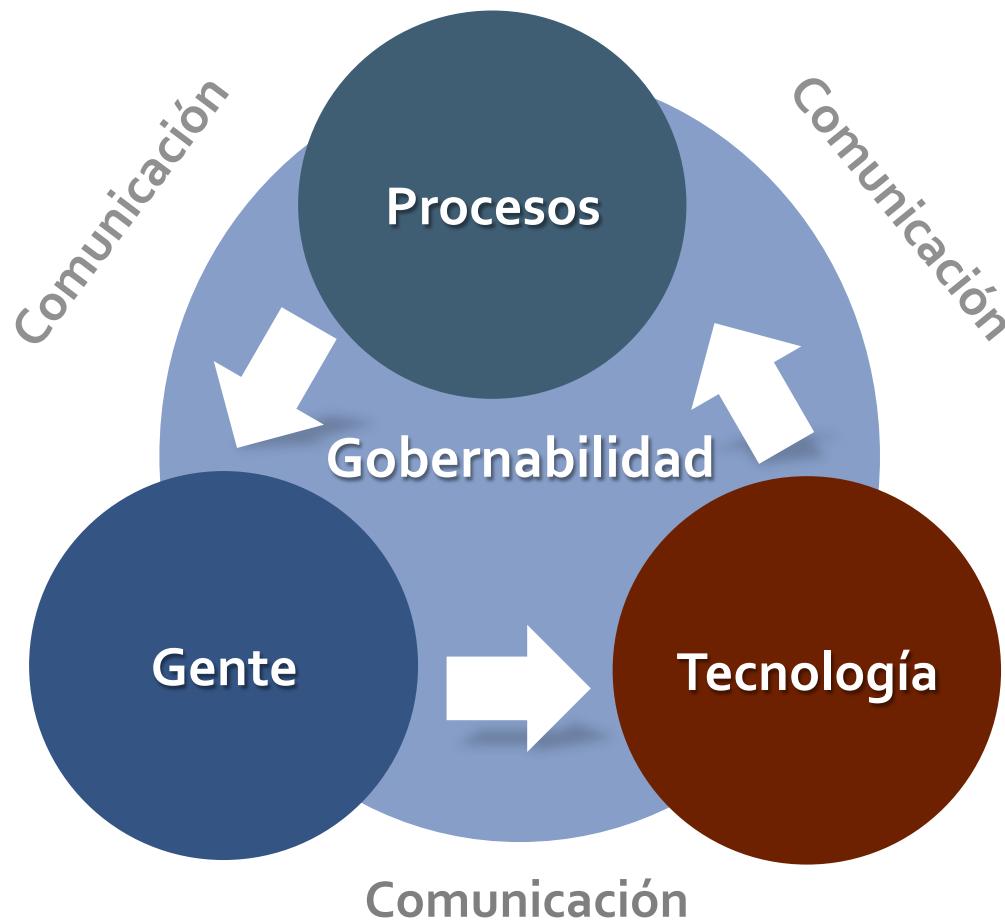 Comunicación
Comunicación
Procesos
Gobernabilidad
Gente
Tecnología
Comunicación